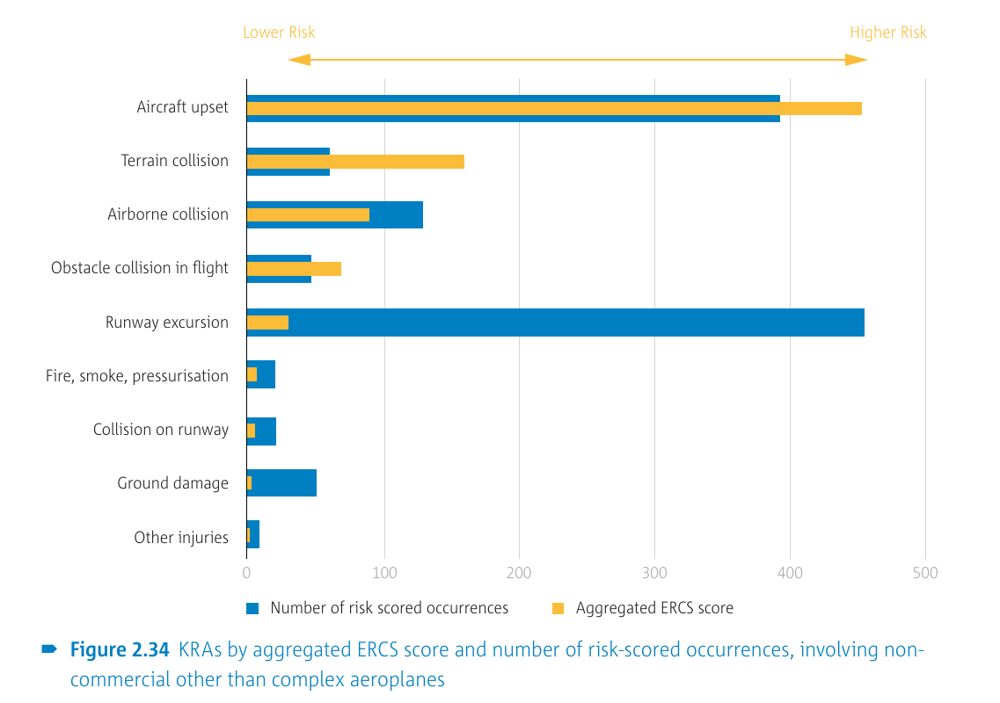 Lower Risk
Higher Risk
Aircraft upset
Terrain collision
Airborne collision
Obstacle collision in flight
Runway excursion
Fire, smoke, pressurisation
Collision on runway
Ground damage
Other injuries
0 100 200 300 400 500
Number of risk scored occurrences
Aggregated ERCS score
Figure 2.34 KRAs by aggregated ERCS score and number of risk-scored occurrences, involving non-
commercial other than complex aeroplanes